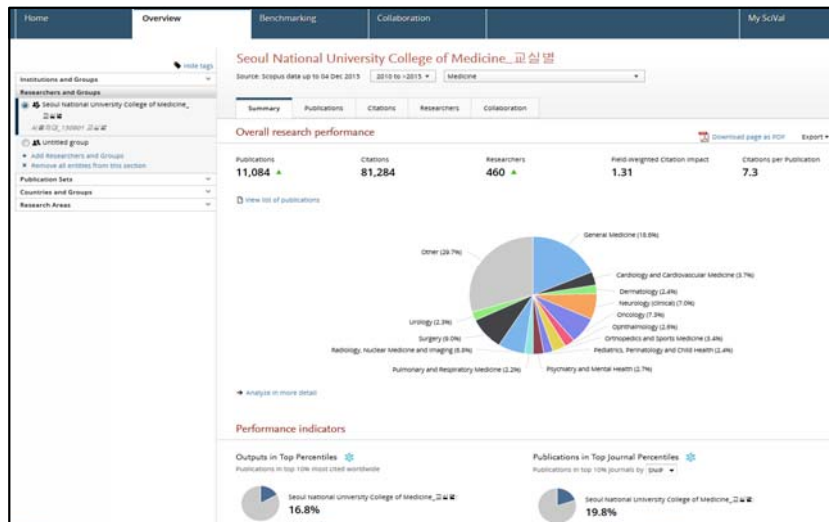 Home Overview Benchmarking Collaboration My SciVal
Hide tags
Institutions and Groups
Researchers and Groups
Seoul National University College of Medicine_
교실별
Untitled group
Add Researchers and Groups
Remove all entities from this section
Publication Sets
Countries and Groups
Research Areas
Seoul National University College of Medicine_교실별
Source: Scopus data up to 04 Dec 2015 2010 to >2015 Medicine
Summary Publications Citations Researchers Collaboration
Overall research performance
Download page as PDF Export
Publications Citations Researchers Field-Weighted Citation Impact Citations per Publication
11,084 81,284 460 1.31 7.3
View list of publications
General Medicine (18.6%)
Other (29.7%)
Cardiology and Cardiovascular Medicine (3.7%)
Dermatology (2.4%)
Neurology (clinical) (7.0%)
Oncology (7.3%)
Urology (2.3%)
Ophthalmology (2.6%)
Surgery (9.0%)
Orthopedics and Sports Medicine (3.4%)
Radiology, Nuclear Medicine and Imaging (6.8%)
Pediatrics, Perinatology and Child Health (2.4%)
Pulmonary and Respiratory Medicine (2.2%)
Psychiatry and Mental Health (2.7%)
Analyze in more detail
Performance indicators
Outputs in Top Percentiles
Publications in top 10% most cited worldwide
Seoul National University College of Medicine_교실별:
16.8%
Publications in Top Journal Percentiles
Publications in top 10% journals by SNIP
Seoul National University College of Medicine_교실별:
19.8%